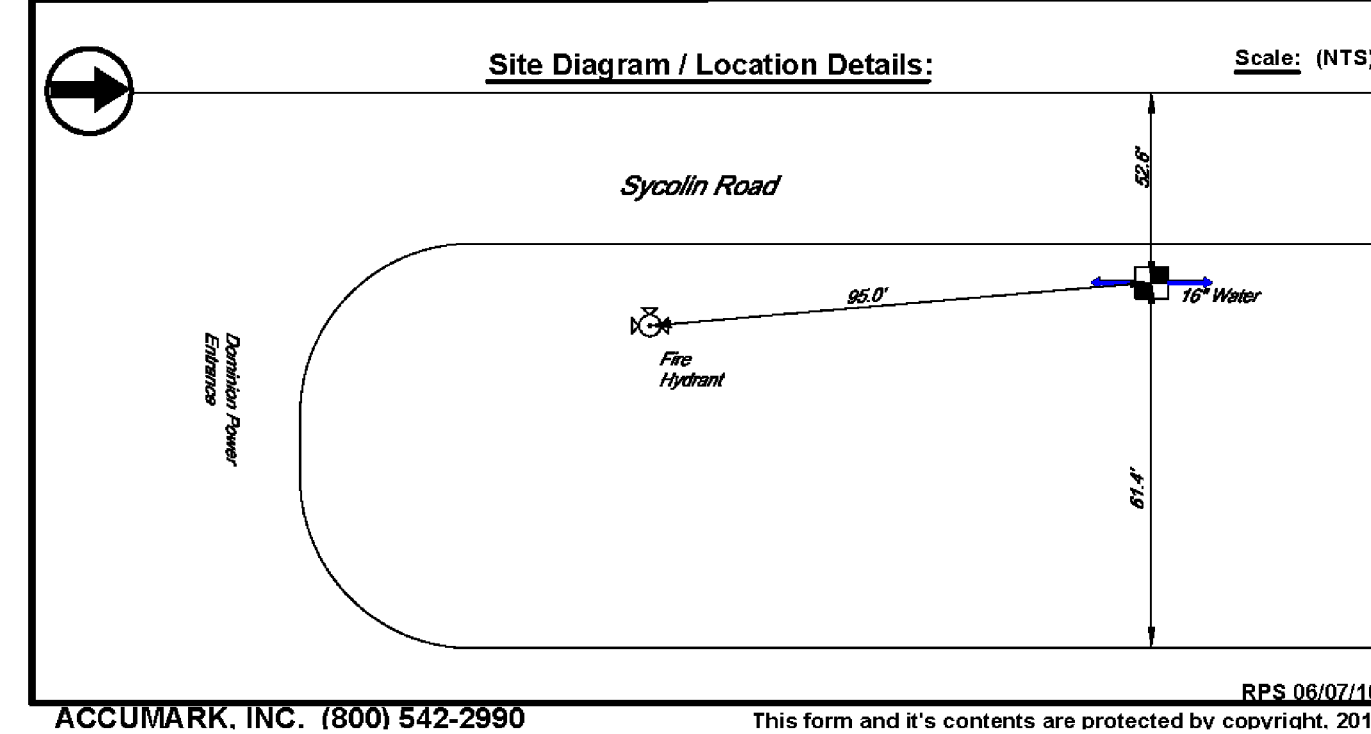 Site Diagram / Location Details:
Scale: (NTS)
52.6'
Sycolin Road
95.0'
16" Water
Fire
Hydrant
Dominion Power
Entrance
61.4'
RPS 06/07/1
ACCUMARK, INC. (800) 542-2990
This form and it's contents are protected by copyright, 201